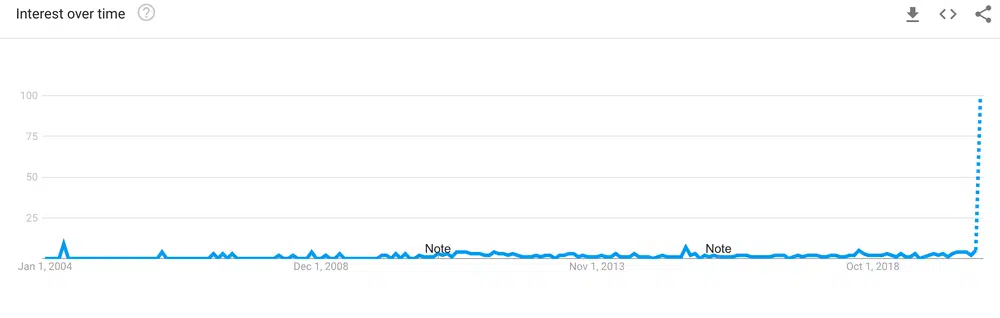 Interest over time ?
100
75
50
25
Note Note
Jan 1, 2004 Dec 1, 2008 Nov 1, 2013 Oct 1, 2018